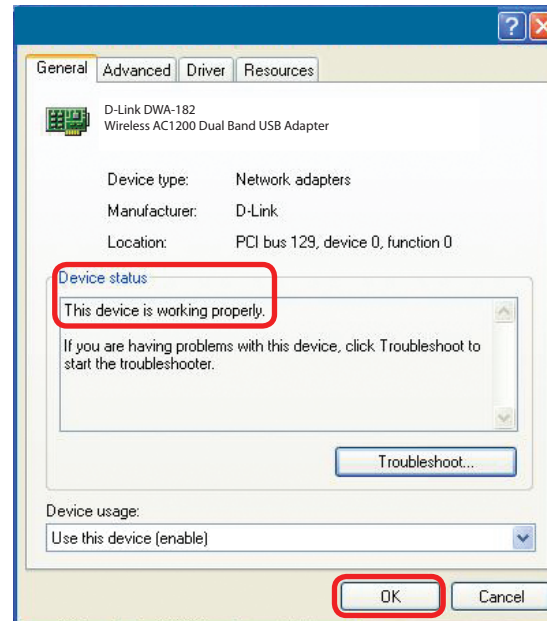 ?
General Advanced Driver Resources
D-Link DWA-182
Wireless AC1200 Dual Band USB Adapter
Device type: Network adapters
Manufacturer: D-Link
Location: PCI bus 129, device 0, function 0
Device status
This device is working properly.
If you are having problems with this device, click Troubleshoot to
start the troubleshooter.
Troubleshoot...
Device usage:
Use this device (enable)
OK Cancel